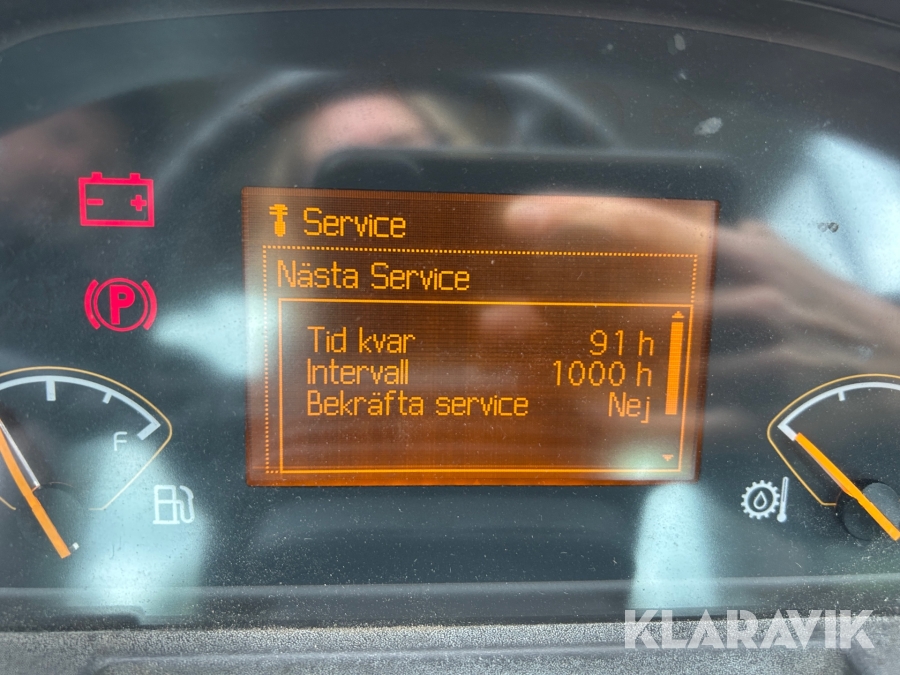 Service
Nästa Service
Tid kvar 91 h
Intervall 1000 h
Bekräfta service Nej
P
F
KLARAVIK